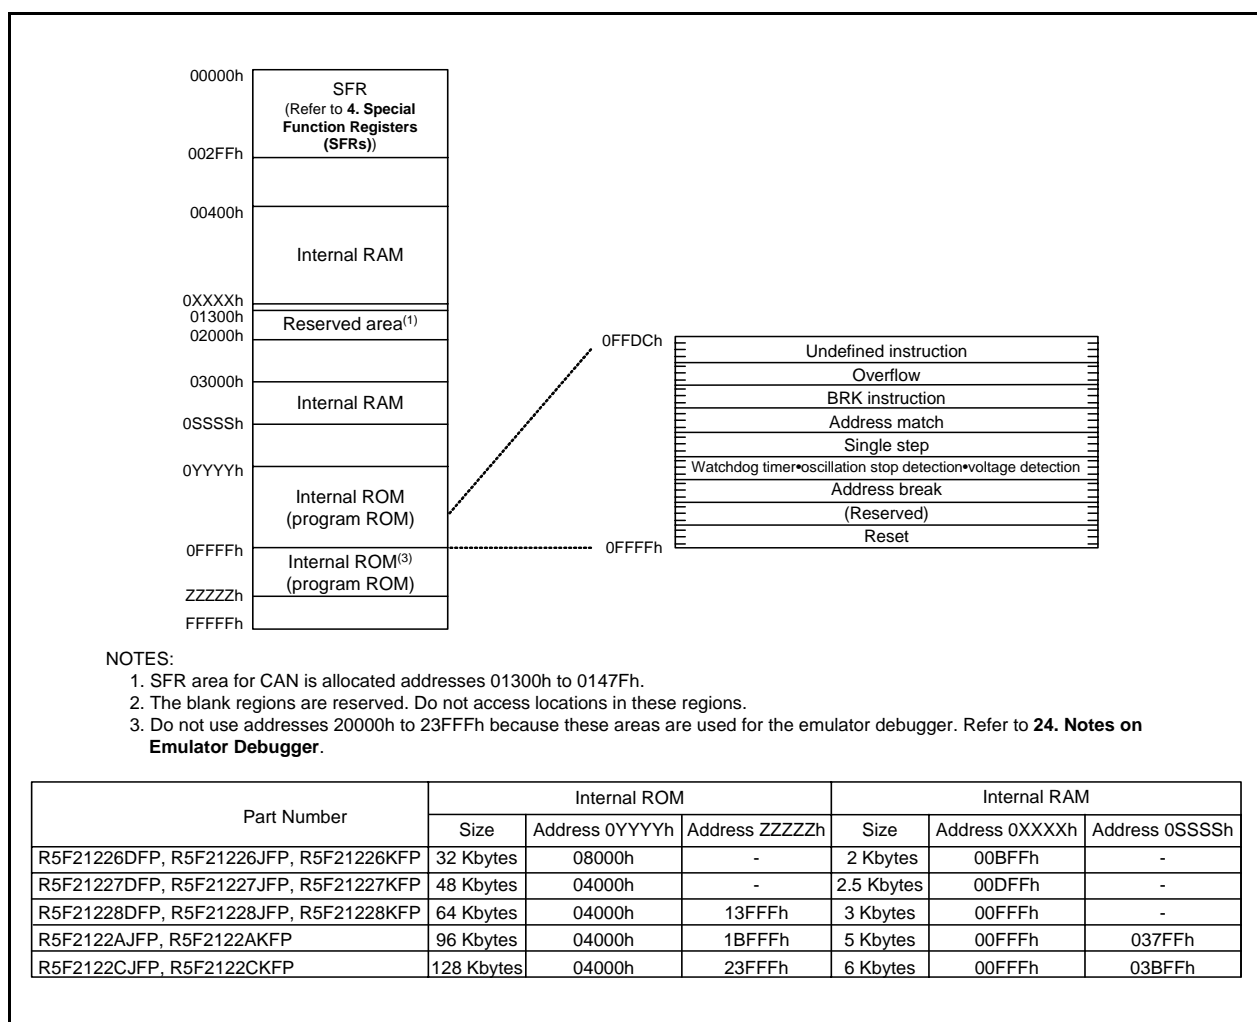 00000h
SFR
(Refer to 4. Special
Function Registers
(SFRs))
002FFh
00400h
Internal RAM
0XXXXh
01300h
Reserved area(1)
02000h
03000h
Internal RAM
0SSSSh
0YYYYh
Internal ROM
(program ROM)
0FFFFh
Internal ROM(3)
(program ROM)
ZZZZZh
FFFFFh
0FFDCh
Undefined instruction
Overflow
BRK instruction
Address match
Single step
Watchdog timer•oscillation stop detection•voltage detection
Address break
(Reserved)
Reset
0FFFFh
NOTES:
1. SFR area for CAN is allocated addresses 01300h to 0147Fh.
2. The blank regions are reserved. Do not access locations in these regions.
3. Do not use addresses 20000h to 23FFFh because these areas are used for the emulator debugger. Refer to 24. Notes on
Emulator Debugger.
Part Number Internal ROM Internal RAM
Size Address 0YYYYh Address ZZZZZh Size Address 0XXXXh Address 0SSSSh
R5F21226DFP, R5F21226JFP, R5F21226KFP 32 Kbytes 08000h - 2 Kbytes 00BFFh -
R5F21227DFP, R5F21227JFP, R5F21227KFP 48 Kbytes 04000h - 2.5 Kbytes 00DFFh -
R5F21228DFP, R5F21228JFP, R5F21228KFP 64 Kbytes 04000h 13FFFh 3 Kbytes 00FFFh -
R5F2122AJFP, R5F2122AKFP 96 Kbytes 04000h 1BFFFh 5 Kbytes 00FFFh 037FFh
R5F2122CJFP, R5F2122CKFP 128 Kbytes 04000h 23FFFh 6 Kbytes 00FFFh 03BFFh